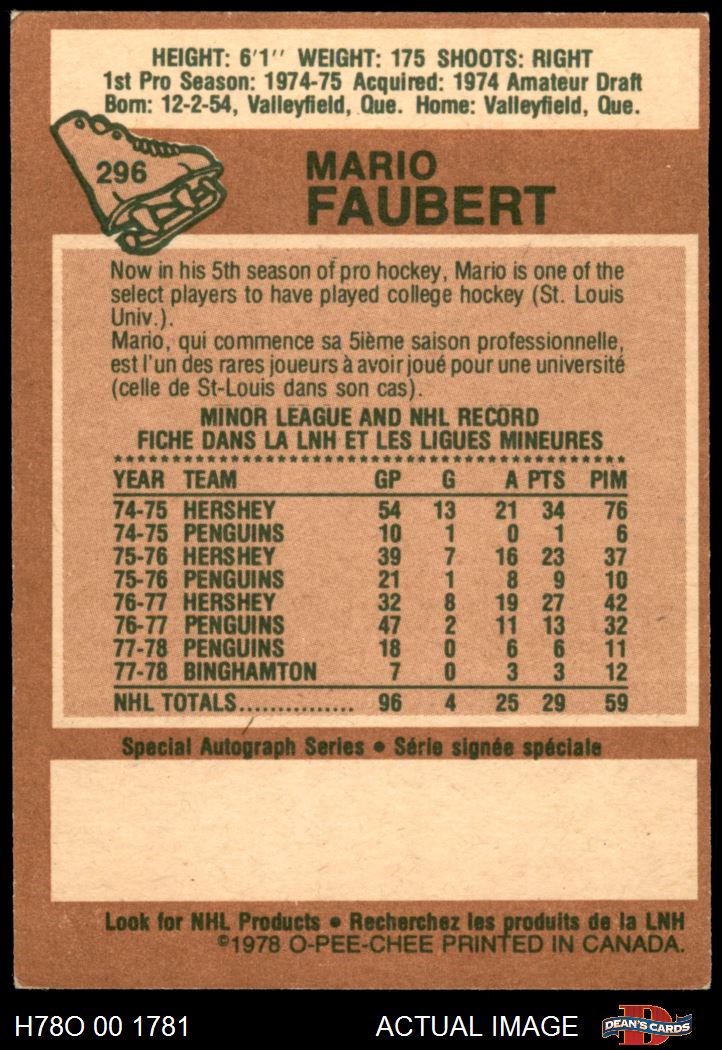 HEIGHT: 6'1'' WEIGHT: 175 SHOOTS: RIGHT
1st Pro Season: 1974-75 Acquired: 1974 Amateur Draft
Born: 12-2-54, Valleyfield, Que. Home: Valleyfield, Que.
296
MARIO
FAUBERT
Now in his 5th season of pro hockey, Mario is one of the
select players to have played college hockey (St. Louis
Univ.).
Mario, qui commence sa 5ième saison professionnelle,
est l'un des rares joueurs à avoir joué pour une université
(celle de St-Louis dans son cas).
MINOR LEAGUE AND NHL RECORD
FICHE DANS LA LNH ET LES LIGUES MINEURES
YEAR TEAM GP G A PTS PIM
74-75 HERSHEY 54 13 21 34 76
74-75 PENGUINS 10 1 0 1 6
75-76 HERSHEY 39 7 16 23 37
75-76 PENGUINS 21 1 8 9 10
76-77 HERSHEY 32 8 19 27 42
76-77 PENGUINS 47 2 11 13 32
77-78 PENGUINS 18 0 6 6 11
77-78 BINGHAMTON 7 0 3 3 12
NHL TOTALS............... 96 4 25 29 59
Special Autograph Series • Série signée spéciale
Look for NHL Products • Recherchez les produits de la LNH
©1978 O-PEE-CHEE PRINTED IN CANADA.
H78O 00 1781 ACTUAL IMAGE D DEAN'S CARDS